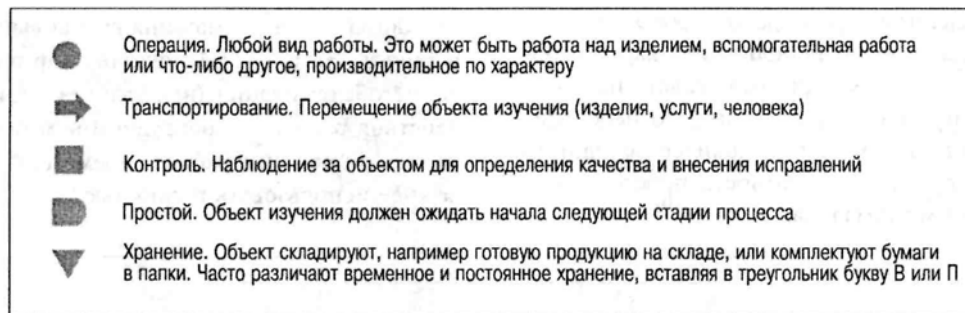 Операция. Любой вид работы. Это может быть работа над изделием, вспомогательная работа
или что-либо другое, производительное по характеру
Транспортирование. Перемещение объекта изучения (изделия, услуги, человека)
Контроль. Наблюдение за объектом для определения качества и внесения исправлений
Простой. Объект изучения должен ожидать начала следующей стадии процесса
Хранение. Объект складируют, например готовую продукцию на складе, или комплектуют бумаги
в папки. Часто различают временное и постоянное хранение, вставляя в треугольник букву В или П